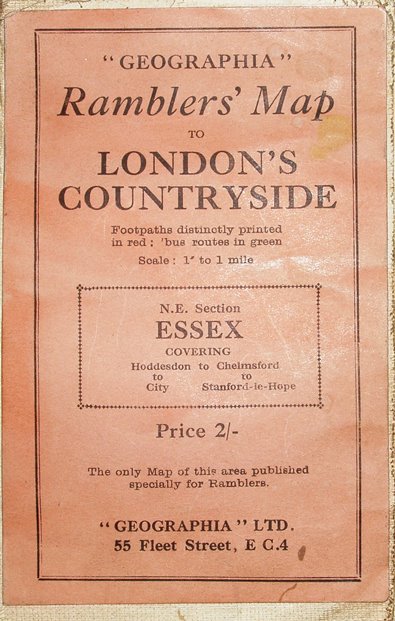 "GEOGRAPHIA"
Ramblers' Map
TO
LONDON'S
COUNTRYSIDE
Footpaths distinctly printed
in red; 'bus routes in green
Scale: 1" to 1 mile
N.E. Section
ESSEX
COVERING
Hoddesdon to Chelmsford
to to
City Stanford-le-Hope
Price 2/-
The only Map of this area published
specially for Ramblers.
"GEOGRAPHIA" LTD.
55 Fleet Street, E C.4